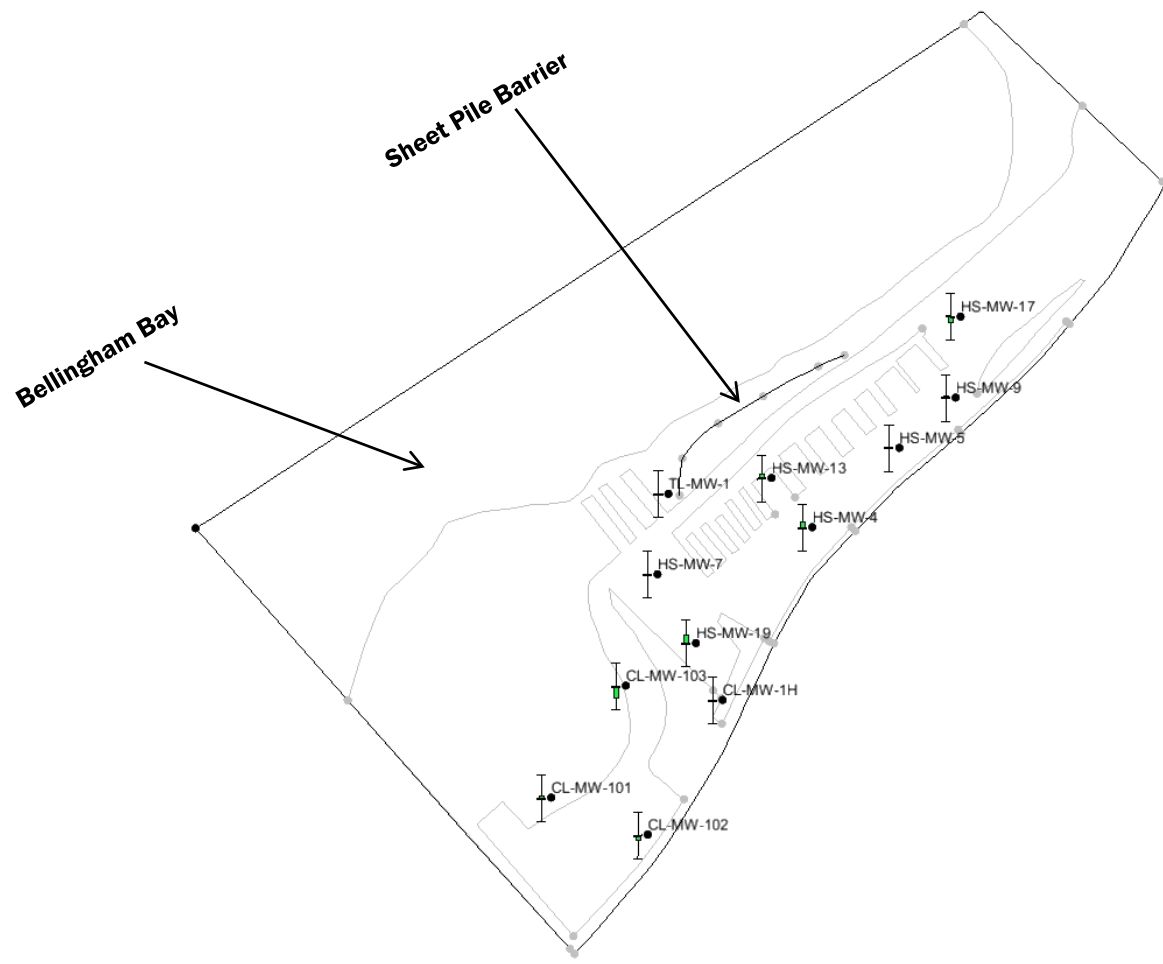 Sheet Pile Barrier
Bellingham Bay
HS-MW-17
HS-MW-9
HS-MW-5
HS-MW-13
TL-MW-1
HS-MW-4
HS-MW-7
HS-MW-19
CL-MW-103
CL-MW-1H
CL-MW-101
CL-MW-102